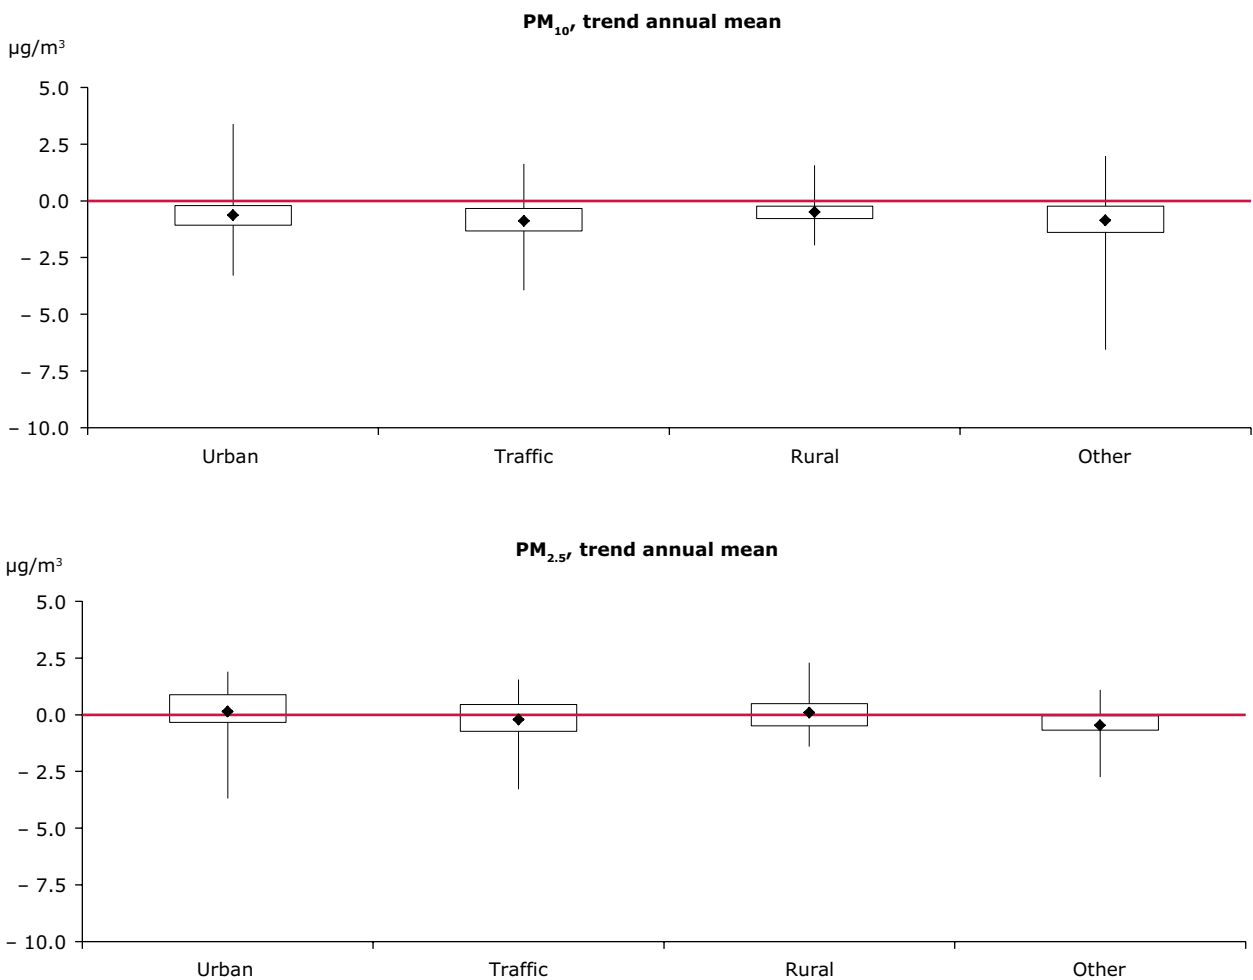 PM₁₀, trend annual mean
µg/m³
5.0
2.5
0.0
– 2.5
– 5.0
– 7.5
– 10.0
Urban Traffic Rural Other
PM₂.₅, trend annual mean
µg/m³
5.0
2.5
0.0
– 2.5
– 5.0
– 7.5
– 10.0
Urban Traffic Rural Other